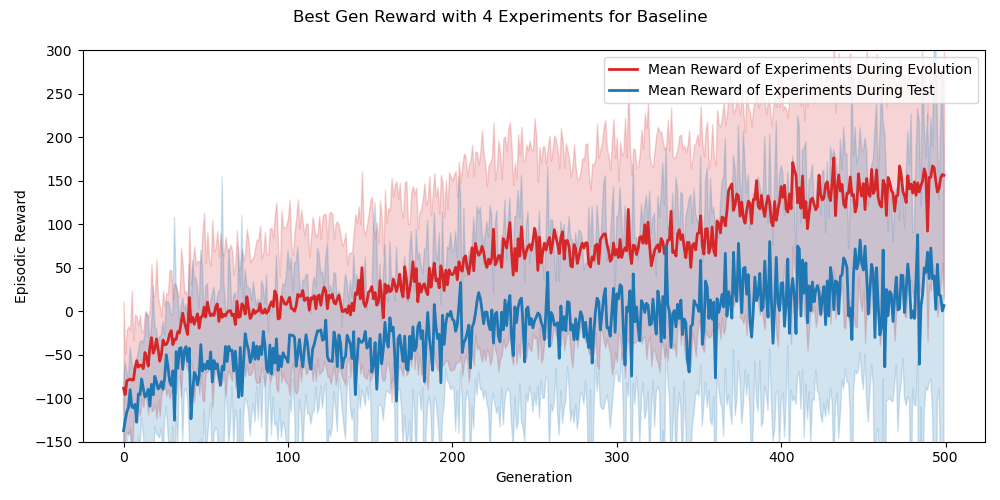 Best Gen Reward with 4 Experiments for Baseline
Mean Reward of Experiments During Evolution
Mean Reward of Experiments During Test
Episodic Reward
300
250
200
150
100
50
0
−50
−100
−150
0 100 200 300 400 500
Generation